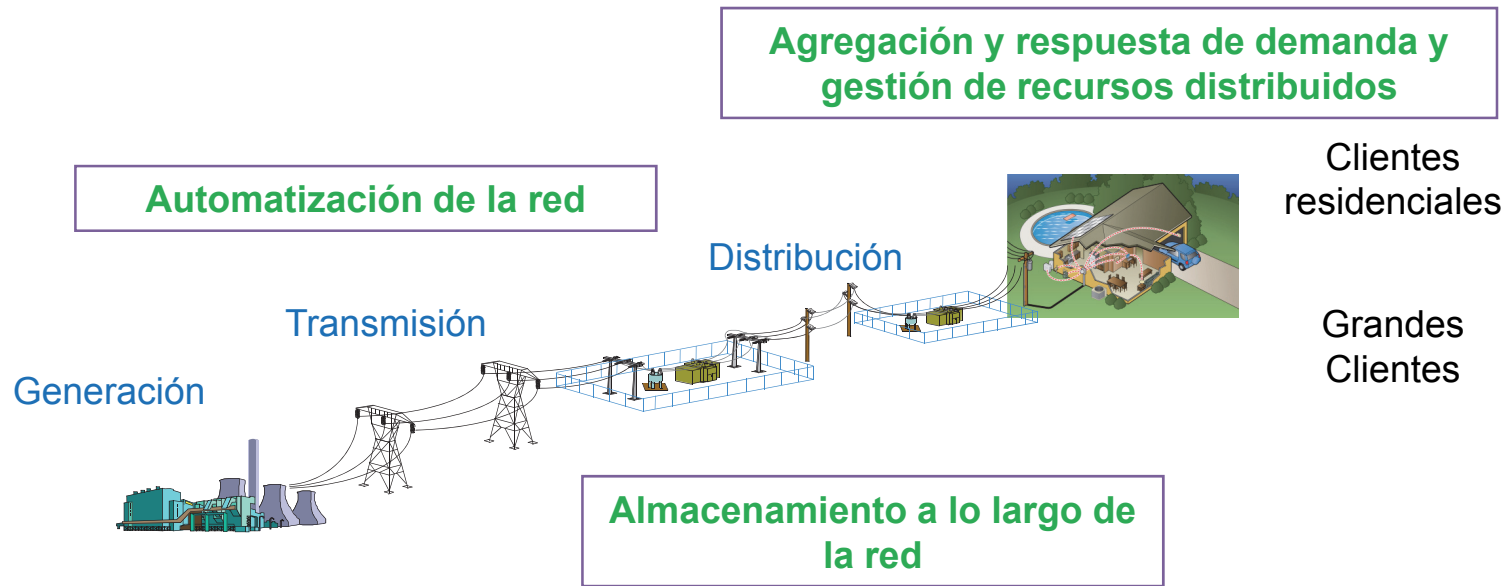 Agregación y respuesta de demanda y
gestión de recursos distribuidos
Clientes
residenciales
Automatización de la red
Distribución
Transmisión
Grandes
Clientes
Generación
Almacenamiento a lo largo de
la red